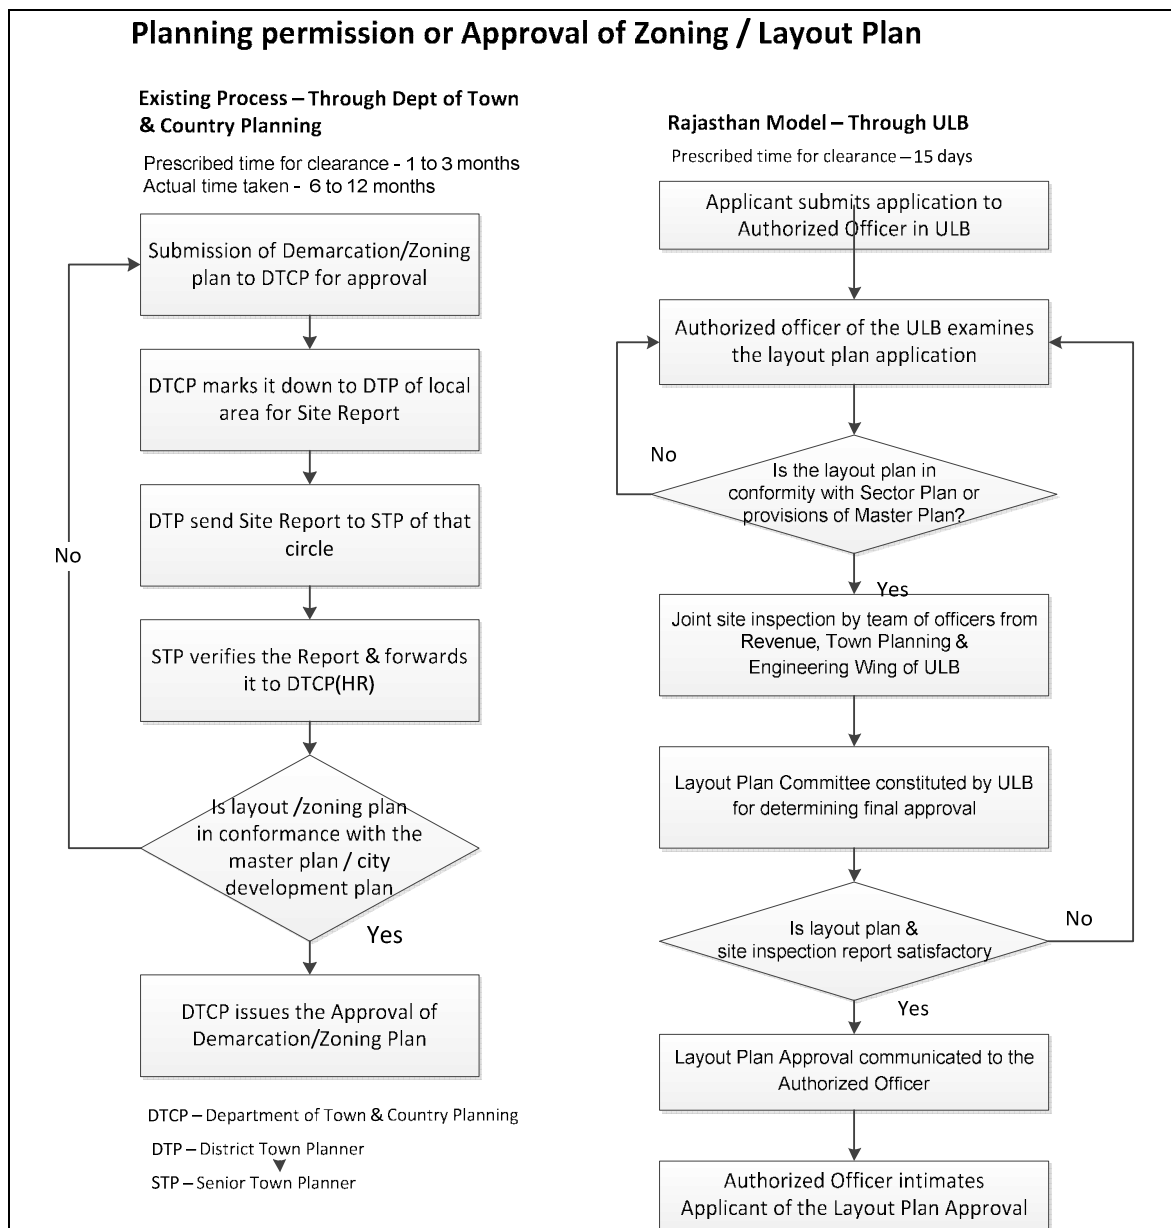 Planning permission or Approval of Zoning / Layout Plan
Existing Process – Through Dept of Town
& Country Planning
Prescribed time for clearance - 1 to 3 months
Actual time taken - 6 to 12 months
Submission of Demarcation/Zoning
plan to DTCP for approval
DTCP marks it down to DTP of local
area for Site Report
DTP send Site Report to STP of that
circle
No
STP verifies the Report & forwards
it to DTCP(HR)
Is layout /zoning plan
in conformance with the
master plan / city
development plan
Yes
DTCP issues the Approval of
Demarcation/Zoning Plan
DTCP – Department of Town & Country Planning
DTP – District Town Planner
STP – Senior Town Planner
Rajasthan Model – Through ULB
Prescribed time for clearance – 15 days
Applicant submits application to
Authorized Officer in ULB
Authorized officer of the ULB examines
the layout plan application
No
Is the layout plan in
conformity with Sector Plan or
provisions of Master Plan?
Yes
Joint site inspection by team of officers from
Revenue, Town Planning &
Engineering Wing of ULB
Layout Plan Committee constituted by ULB
for determining final approval
Is layout plan &
site inspection report satisfactory
No
Yes
Layout Plan Approval communicated to the
Authorized Officer
Authorized Officer intimates
Applicant of the Layout Plan Approval